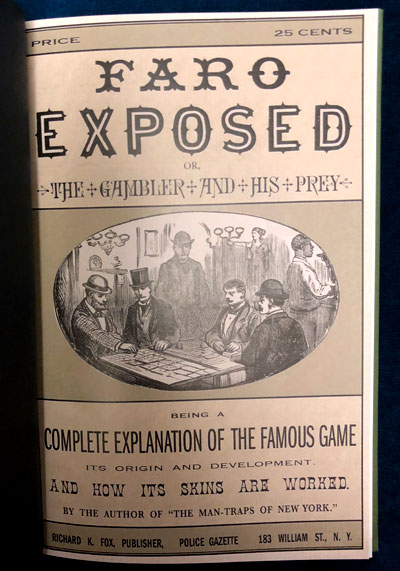 PRICE 25 CENTS
FARO
EXPOSED
OR,
THE GAMBLER AND HIS PREY
BEING A
COMPLETE EXPLANATION OF THE FAMOUS GAME
ITS ORIGIN AND DEVELOPMENT.
AND HOW ITS SKINS ARE WORKED.
BY THE AUTHOR OF "THE MAN-TRAPS OF NEW YORK."
RICHARD K. FOX, PUBLISHER, POLICE GAZETTE 183 WILLIAM ST., N. Y.